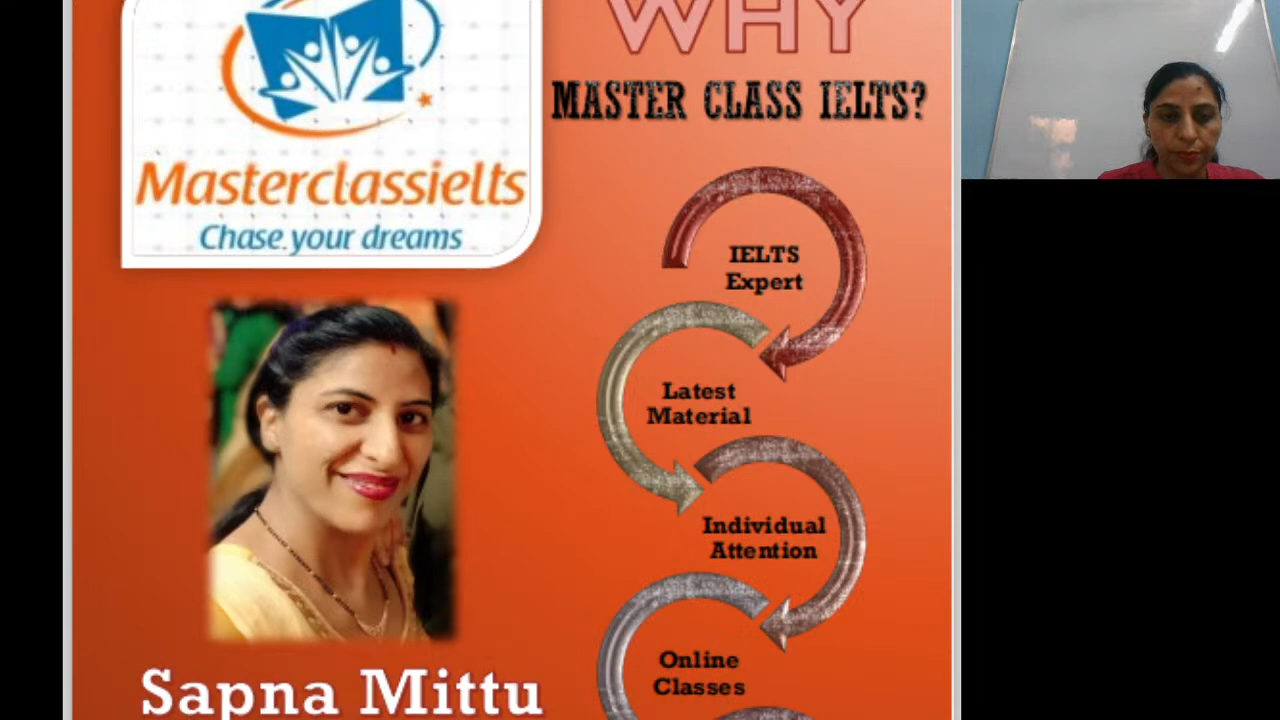 Masterclassielts
Chase your dreams
Sapna Mittu
WHY
MASTER CLASS IELTS?
IELTS
Expert
Latest
Material
Individual
Attention
Online
Classes